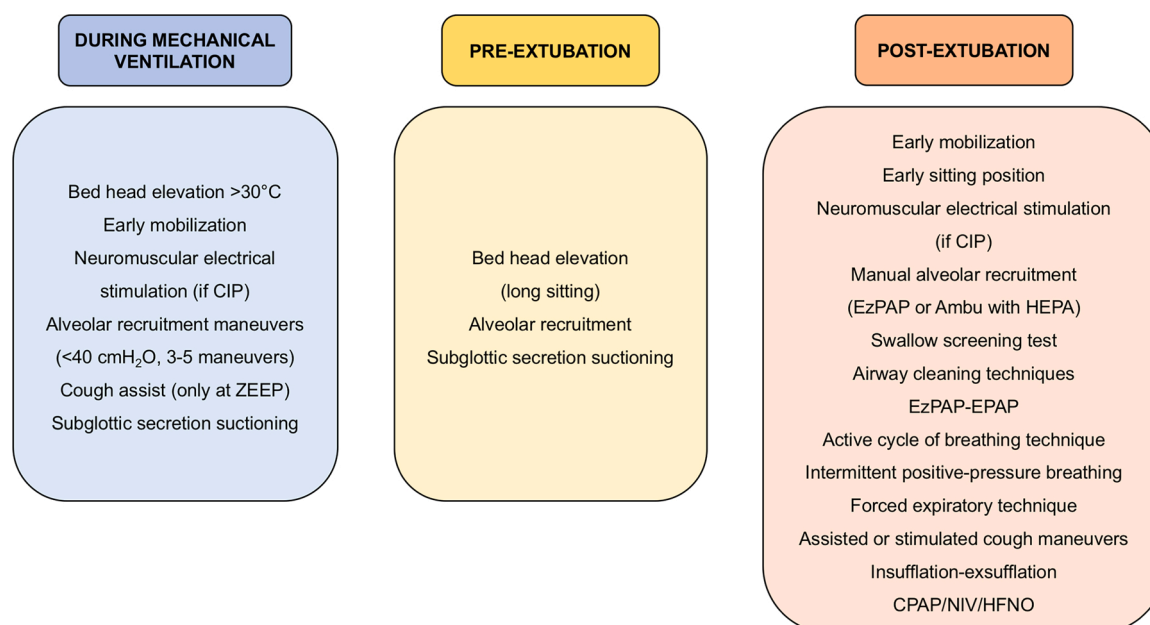 DURING MECHANICAL
VENTILATION
Bed head elevation >30°C
Early mobilization
Neuromuscular electrical
stimulation (if CIP)
Alveolar recruitment maneuvers
(<40 cmH₂O, 3-5 maneuvers)
Cough assist (only at ZEEP)
Subglottic secretion suctioning
PRE-EXTUBATION
Bed head elevation
(long sitting)
Alveolar recruitment
Subglottic secretion suctioning
POST-EXTUBATION
Early mobilization
Early sitting position
Neuromuscular electrical stimulation
(if CIP)
Manual alveolar recruitment
(EzPAP or Ambu with HEPA)
Swallow screening test
Airway cleaning techniques
EzPAP-EPAP
Active cycle of breathing technique
Intermittent positive-pressure breathing
Forced expiratory technique
Assisted or stimulated cough maneuvers
Insufflation-exsufflation
CPAP/NIV/HFNO